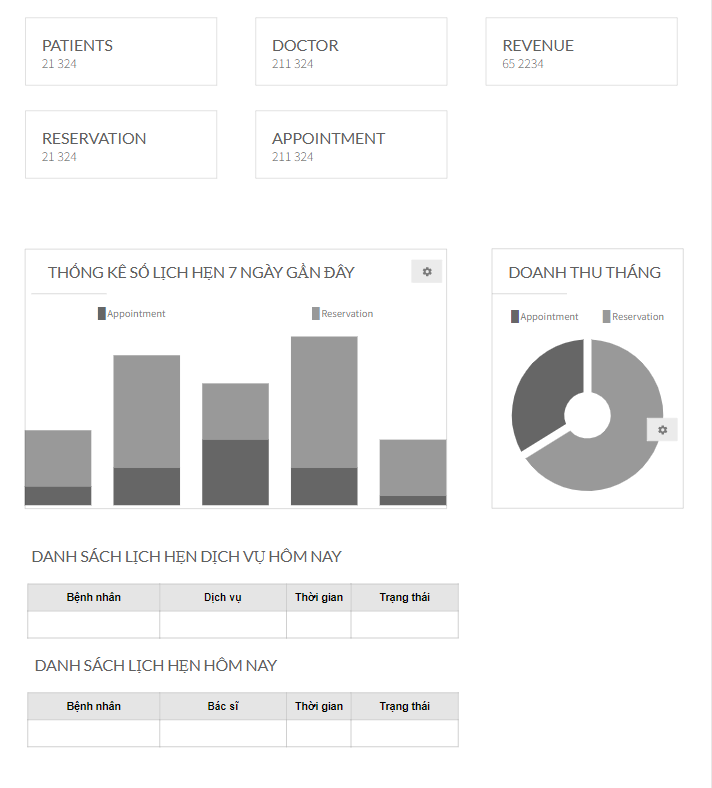 PATIENTS
21 324
DOCTOR
211 324
REVENUE
65 2234
RESERVATION
21 324
APPOINTMENT
211 324
THỐNG KÊ SỐ LỊCH HẸN 7 NGÀY GẦN ĐÂY
Appointment
Reservation
DOANH THU THÁNG
Appointment
Reservation
DANH SÁCH LỊCH HẸN DỊCH VỤ HÔM NAY
Bệnh nhân Dịch vụ Thời gian Trạng thái
DANH SÁCH LỊCH HẸN HÔM NAY
Bệnh nhân Bác sĩ Thời gian Trạng thái